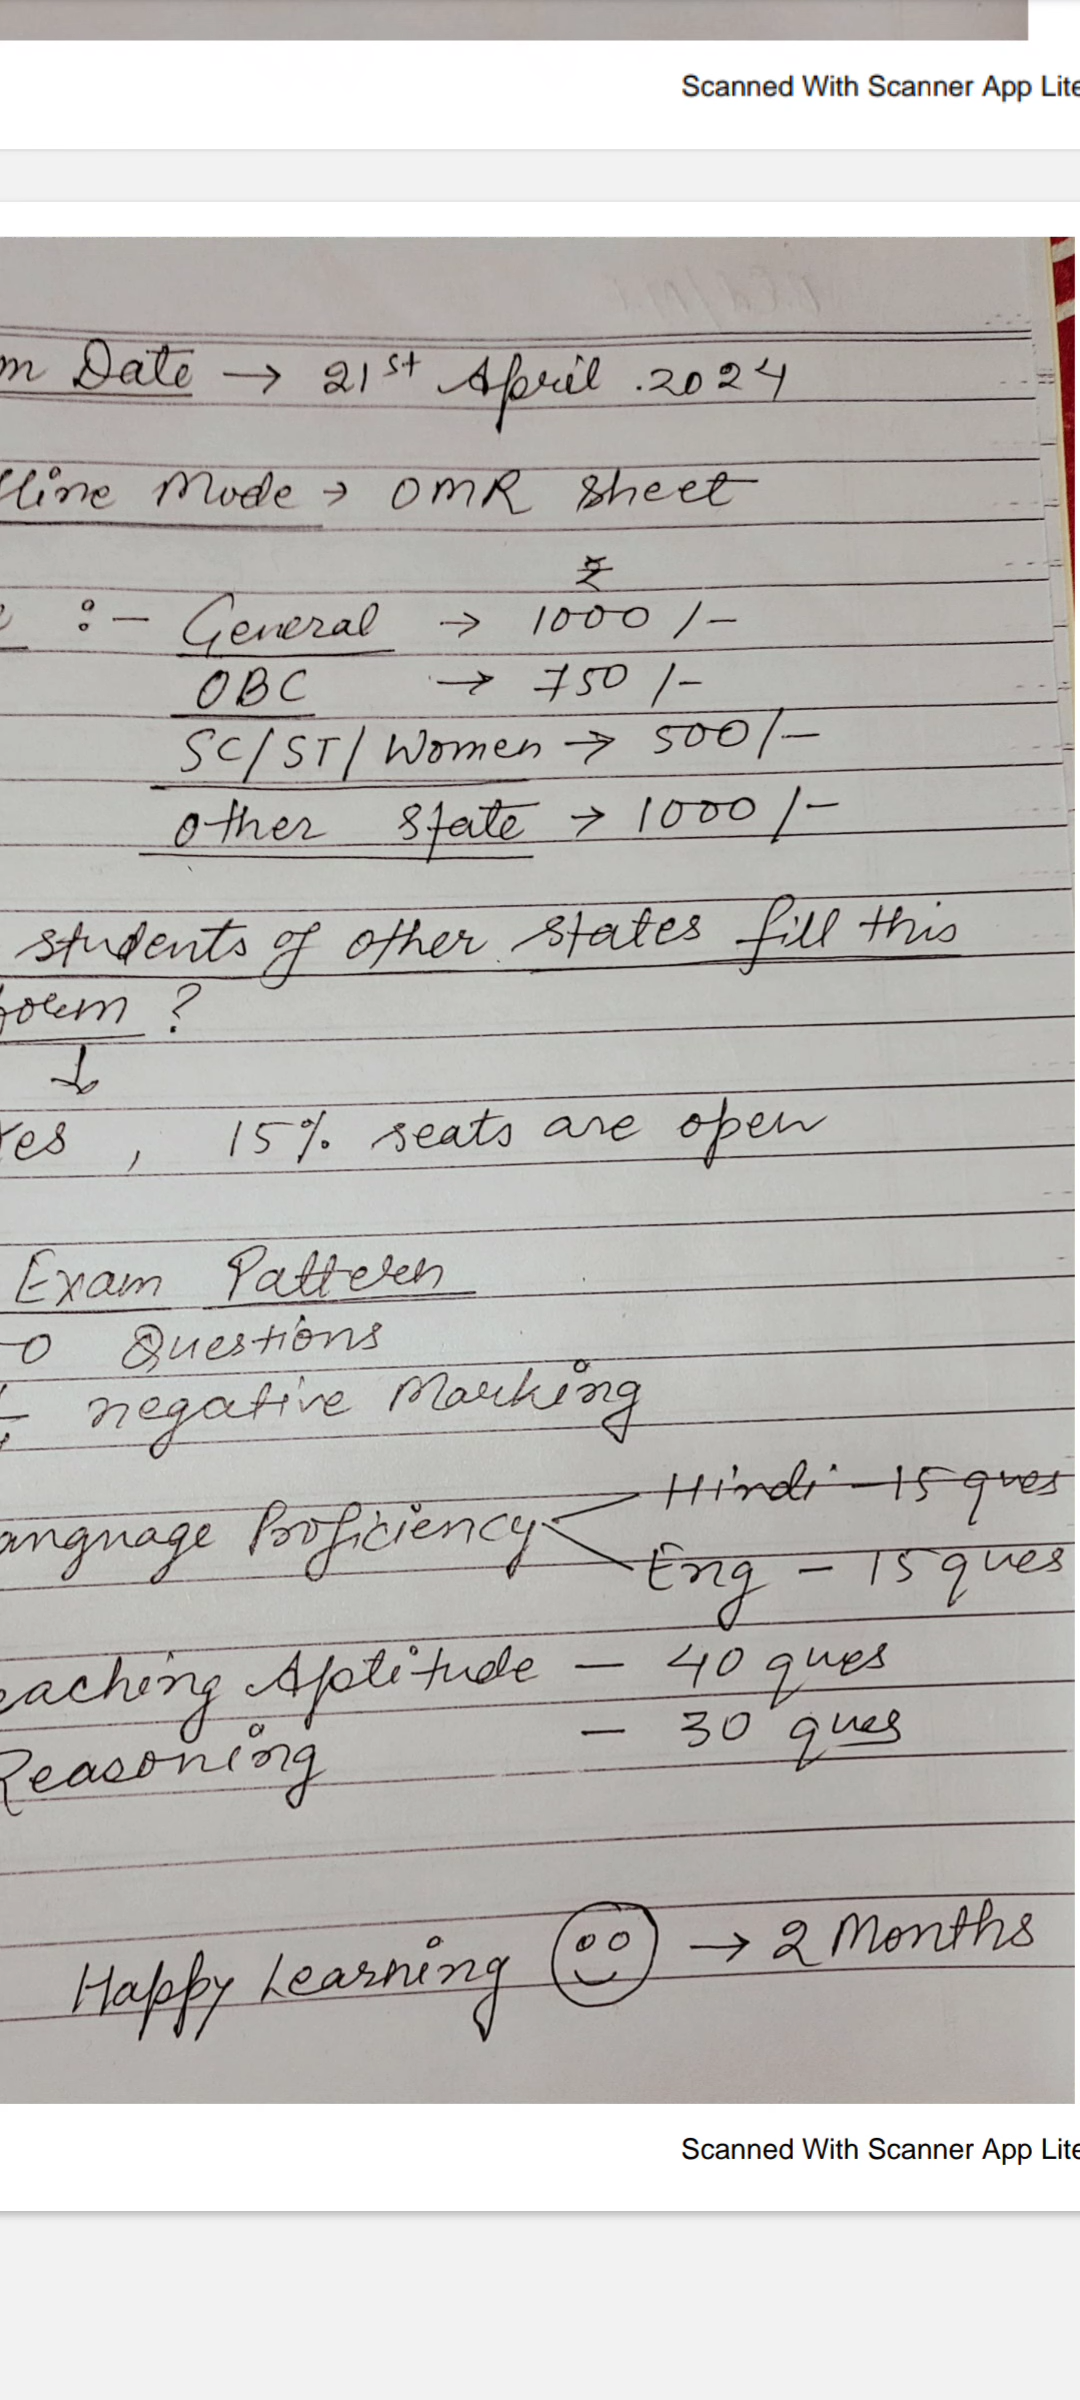 Scanned With Scanner App Lite
m Date → 21st April .2024
line Mode → OMR Sheet
₹
:- General → 1000/-
OBC → 750/-
SC/ST/Women → 500/-
other state → 1000/-
students of other states fill this
form ?
↓
Yes, 15% seats are open
Exam Pattern
0 Questions
negative Marking
anguage Proficiency Hindi - 15 ques
Eng - 15 ques
eaching Aptitude - 40 ques
Reasoning - 30 ques
Happy Learning → 2 Months
Scanned With Scanner App Lite